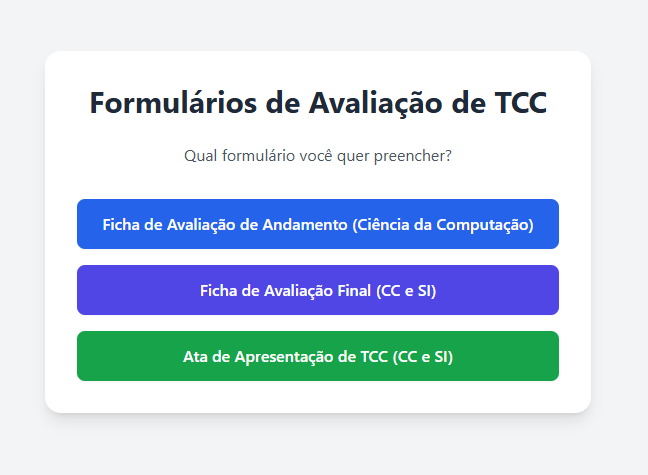 Formulários de Avaliação de TCC
Qual formulário você quer preencher?
Ficha de Avaliação de Andamento (Ciência da Computação)
Ficha de Avaliação Final (CC e SI)
Ata de Apresentação de TCC (CC e SI)